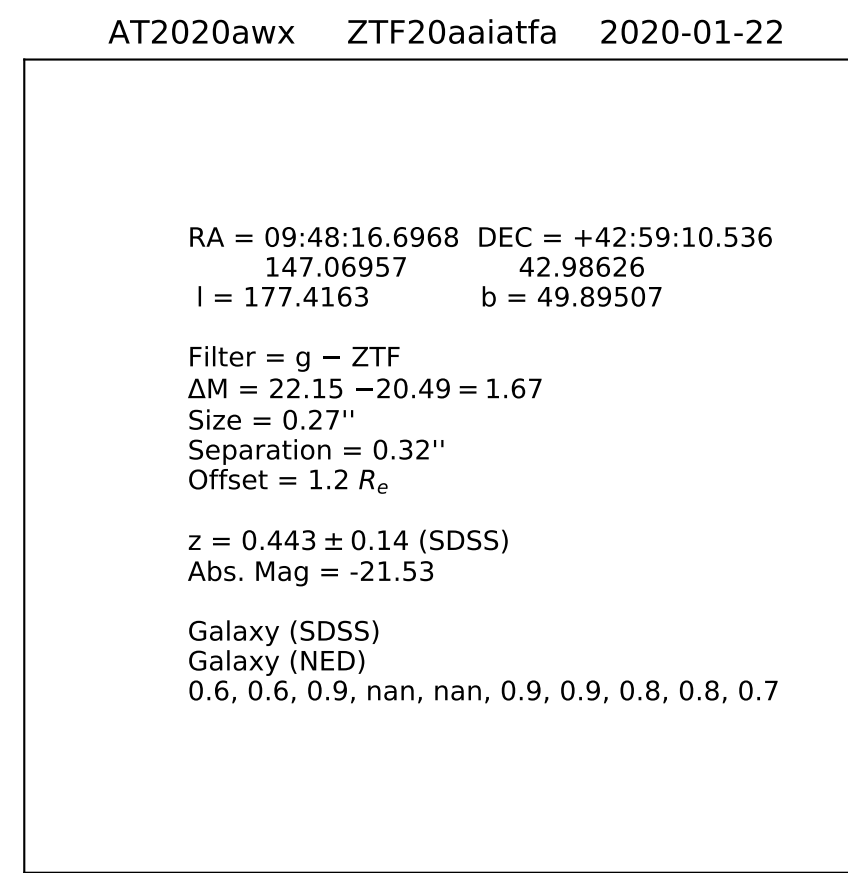 AT2020awx ZTF20aaiatfa 2020-01-22
RA = 09:48:16.6968 DEC = +42:59:10.536
147.06957 42.98626
l = 177.4163 b = 49.89507
Filter = g − ZTF
ΔM = 22.15 −20.49 = 1.67
Size = 0.27''
Separation = 0.32''
Offset = 1.2 Rₑ
z = 0.443 ± 0.14 (SDSS)
Abs. Mag = -21.53
Galaxy (SDSS)
Galaxy (NED)
0.6, 0.6, 0.9, nan, nan, 0.9, 0.9, 0.8, 0.8, 0.7